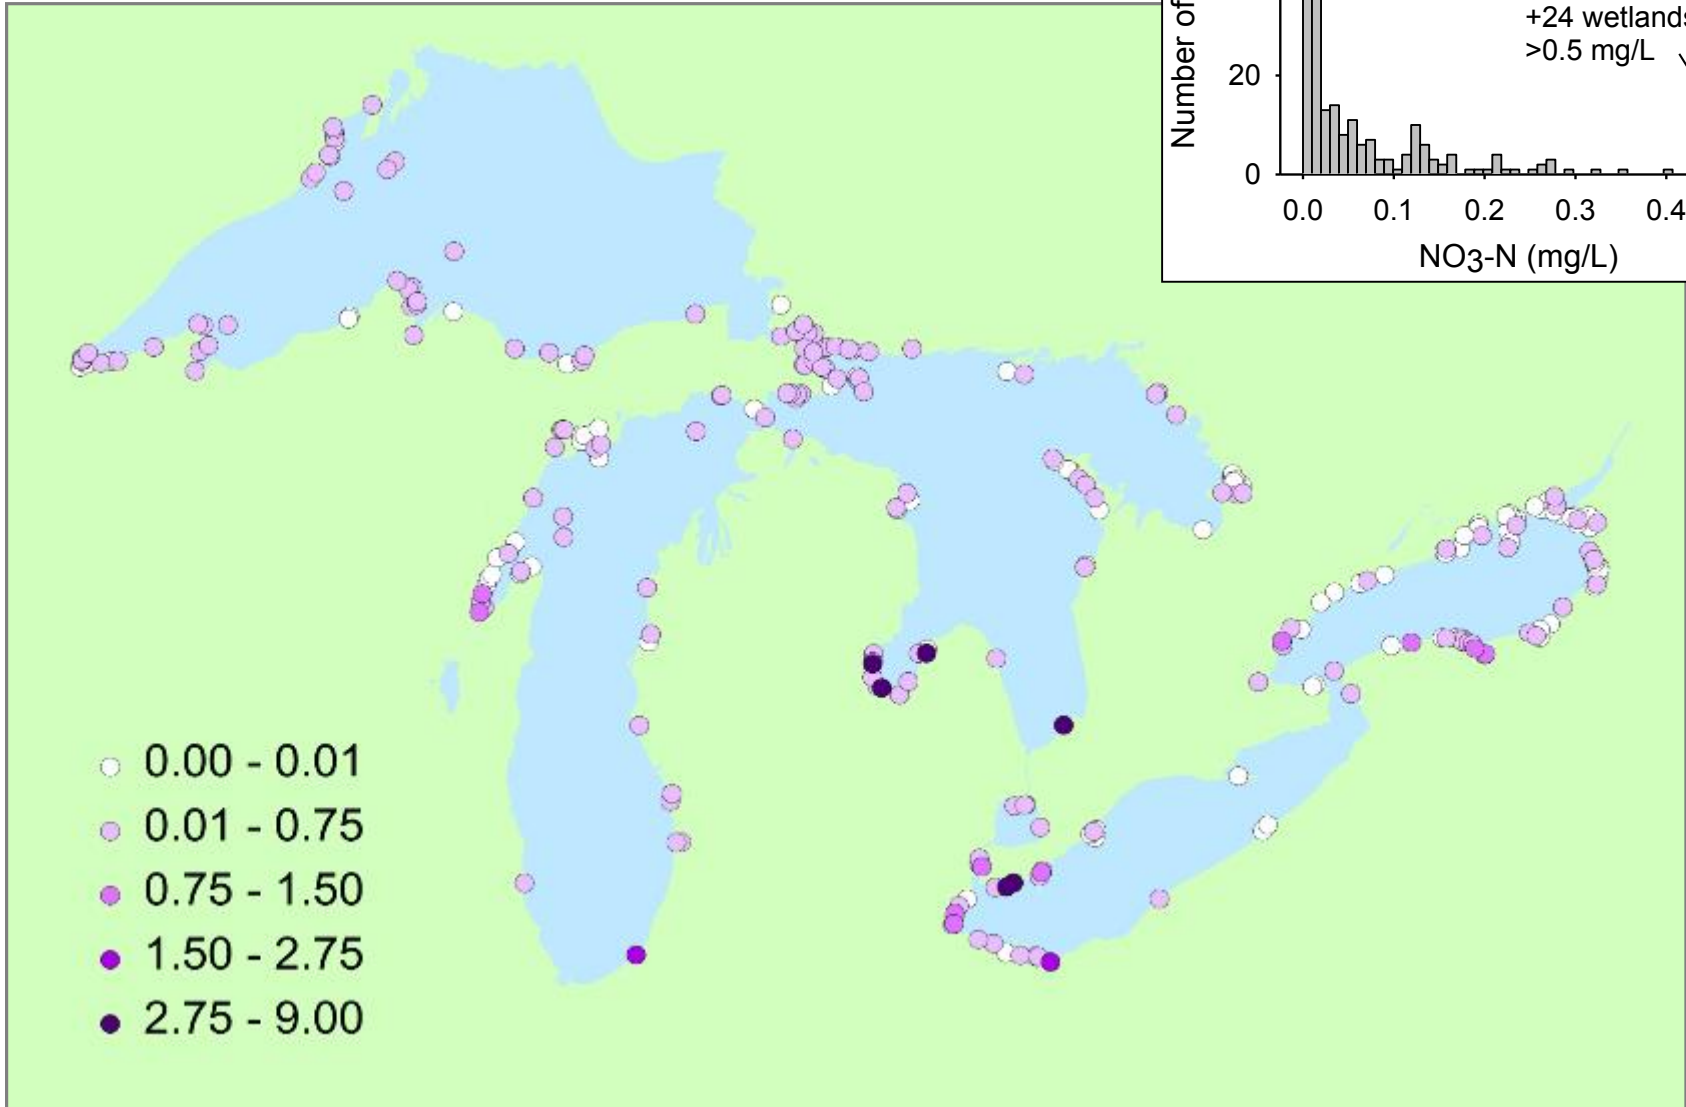 Number of
+24 wetlands
>0.5 mg/L
20
0
0.0 0.1 0.2 0.3 0.4
NO3-N (mg/L)
0.00 - 0.01
0.01 - 0.75
0.75 - 1.50
1.50 - 2.75
2.75 - 9.00